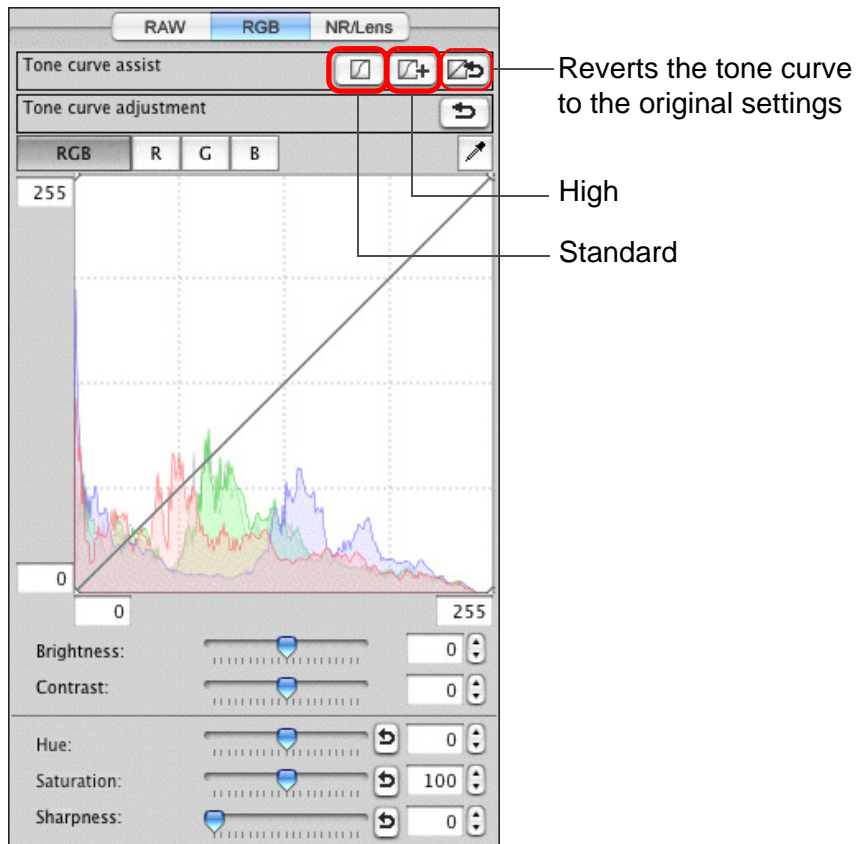 RAW RGB NR/Lens
Tone curve assist
Reverts the tone curve
to the original settings
Tone curve adjustment
RGB R G B
255
High
Standard
0
0 255
Brightness: 0
Contrast: 0
Hue: 0
Saturation: 100
Sharpness: 0